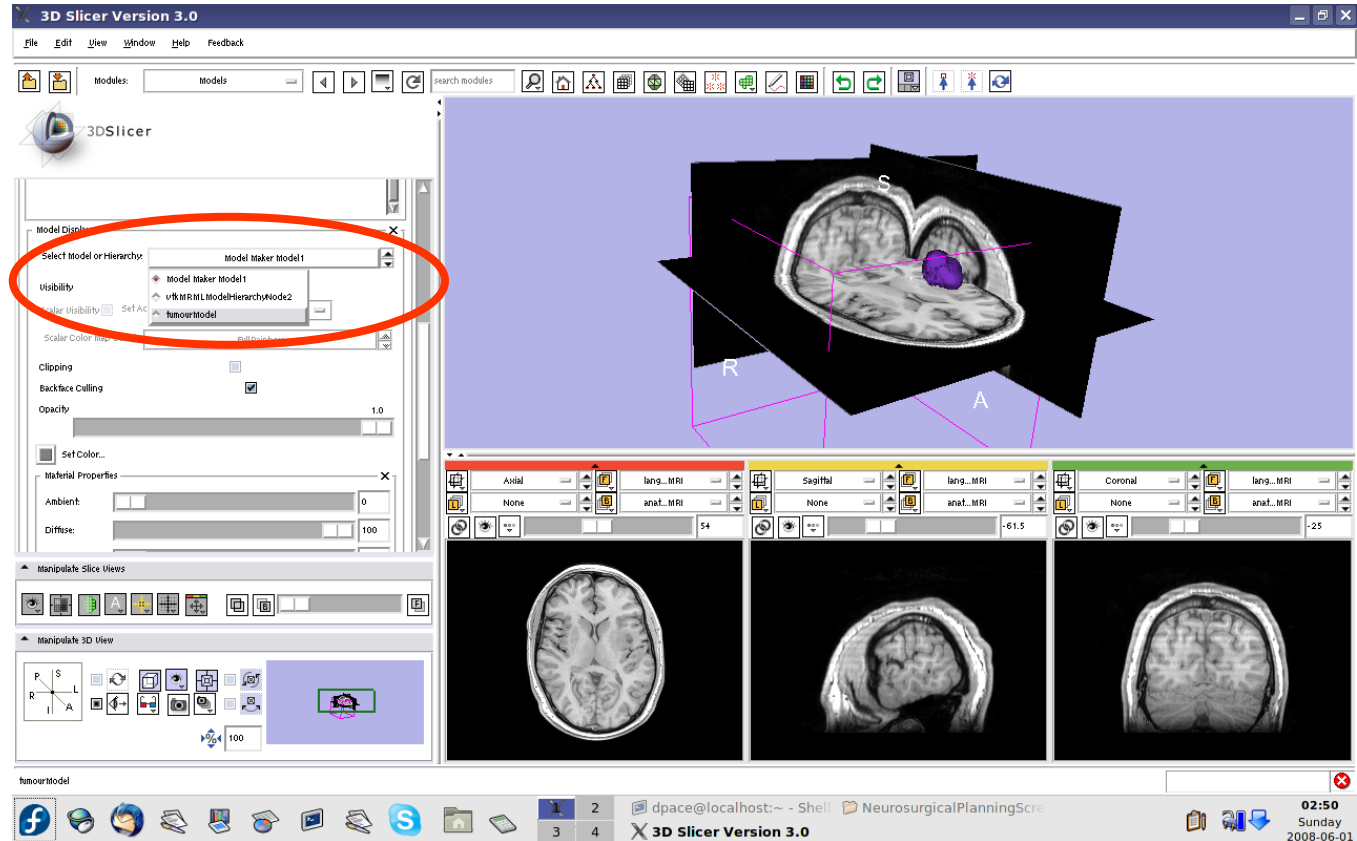 3D Slicer Version 3.0
File Edit View Window Help Feedback
Modules: Models search modules
3DSlicer
Model Display
Select Model or Hierarchy: Model Maker Model1
Model Maker Model1
Visibility
vtkMRMLModelHierarchyNode2
Scalar Visibility Set Ac
tumourModel
Scalar Color Map
Clipping
Backface Culling
Opacity 1.0
Set Color...
Material Properties
Ambient: 0
Diffuse: 100
Manipulate Slice Views
Manipulate 3D View
P S
R L
I A
100
S
R
A
Axial lang...MRI
None anat...MRI
54
Sagittal lang...MRI
None anat...MRI
-61.5
Coronal lang...MRI
None anat...MRI
-25
tumourModel
2
3 4
dpace@localhost:~ - Shell
NeurosurgicalPlanningScre
3D Slicer Version 3.0
02:50
Sunday
2008-06-01